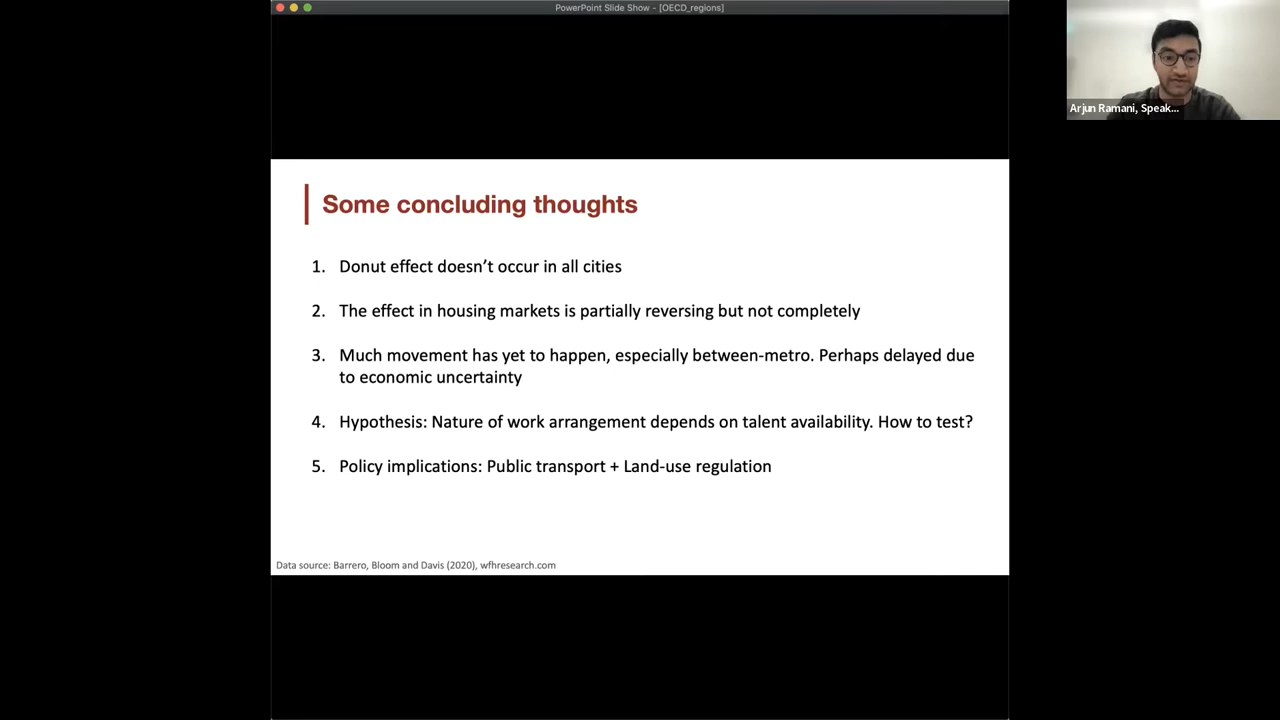 PowerPoint Slide Show - [OECD_regions]
Arjun Ramani, Speak...
Some concluding thoughts
1. Donut effect doesn’t occur in all cities
2. The effect in housing markets is partially reversing but not completely
3. Much movement has yet to happen, especially between-metro. Perhaps delayed due
to economic uncertainty
4. Hypothesis: Nature of work arrangement depends on talent availability. How to test?
5. Policy implications: Public transport + Land-use regulation
Data source: Barrero, Bloom and Davis (2020), wfhresearch.com